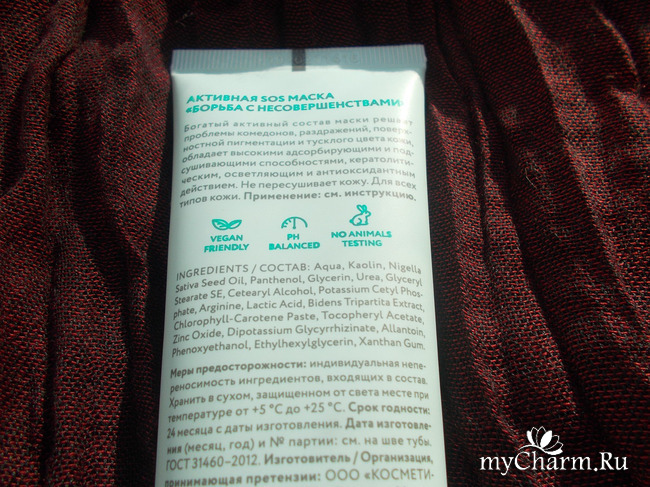 АКТИВНАЯ SOS МАСКА
«БОРЬБА С НЕСОВЕРШЕНСТВАМИ»
Богатый активный состав маски решает
проблемы комедонов, раздражений, поверх-
ностной пигментации и тусклого цвета кожи,
обладает высокими адсорбирующими и под-
сушивающими способностями, кератолити-
ческим, осветляющим и антиоксидантным
действием. Не пересушивает кожу. Для всех
типов кожи. Применение: см. инструкцию.
VEGAN FRIENDLY
PH BALANCED
NO ANIMALS TESTING
INGREDIENTS / СОСТАВ: Aqua, Kaolin, Nigella
Sativa Seed Oil, Panthenol, Glycerin, Urea, Glyceryl
Stearate SE, Cetearyl Alcohol, Potassium Cetyl Phos-
phate, Arginine, Lactic Acid, Bidens Tripartita Extract,
Chlorophyll-Carotene Paste, Tocopheryl Acetate,
Zinc Oxide, Dipotassium Glycyrrhizinate, Allantoin,
Phenoxyethanol, Ethylhexylglycerin, Xanthan Gum.
Меры предосторожности: индивидуальная непе-
реносимость ингредиентов, входящих в состав.
Хранить в сухом, защищенном от света месте при
температуре от +5 °C до +25 °C. Срок годности:
24 месяца с даты изготовления. Дата изготовле-
ния (месяц, год) и № партии: см. на шве тубы.
ГОСТ 31460–2012. Изготовитель / Организация,
принимающая претензии: ООО «КОСМЕТИ-
myCharm.Ru